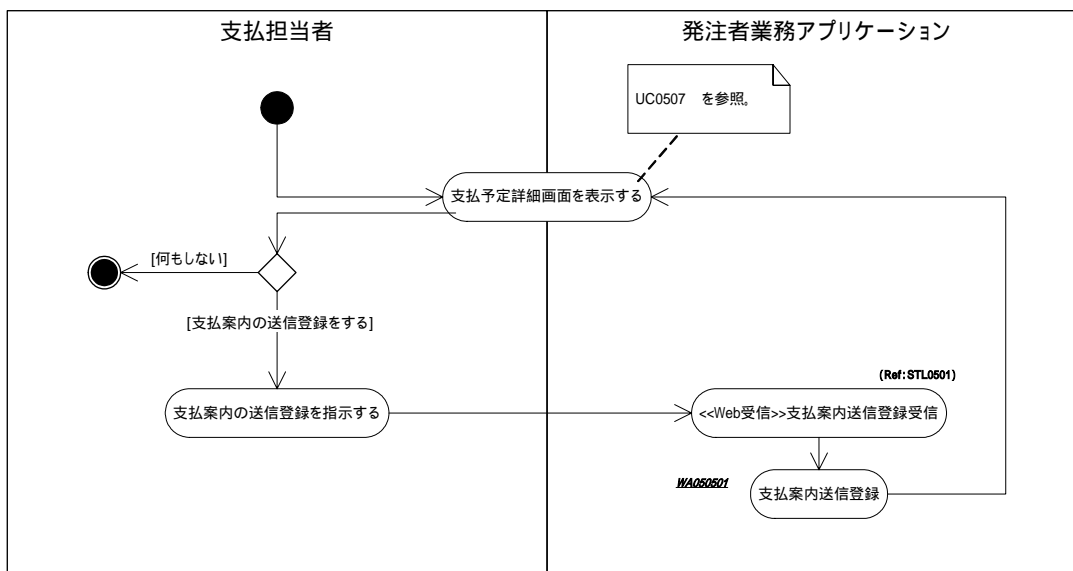 支払担当者
発注者業務アプリケーション
UC0507　を参照。
支払予定詳細画面を表示する
[何もしない]
[支払案内の送信登録をする]
(Ref:STL0501)
支払案内の送信登録を指示する
<<Web受信>>支払案内送信登録受信
WA050501
支払案内送信登録